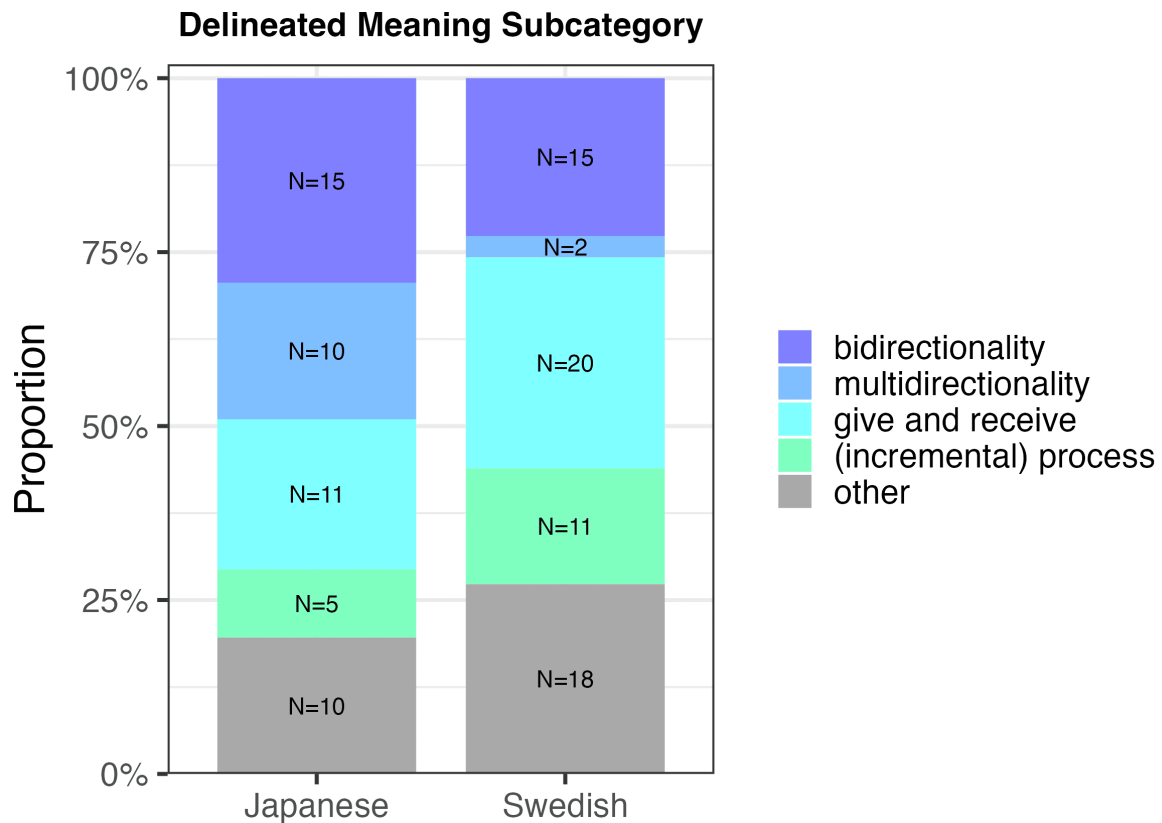 Delineated Meaning Subcategory
Proportion
100%
75%
50%
25%
0%
N=15
N=10
N=11
N=5
N=10
N=15
N=2
N=20
N=11
N=18
Japanese
Swedish
bidirectionality
multidirectionality
give and receive
(incremental) process
other